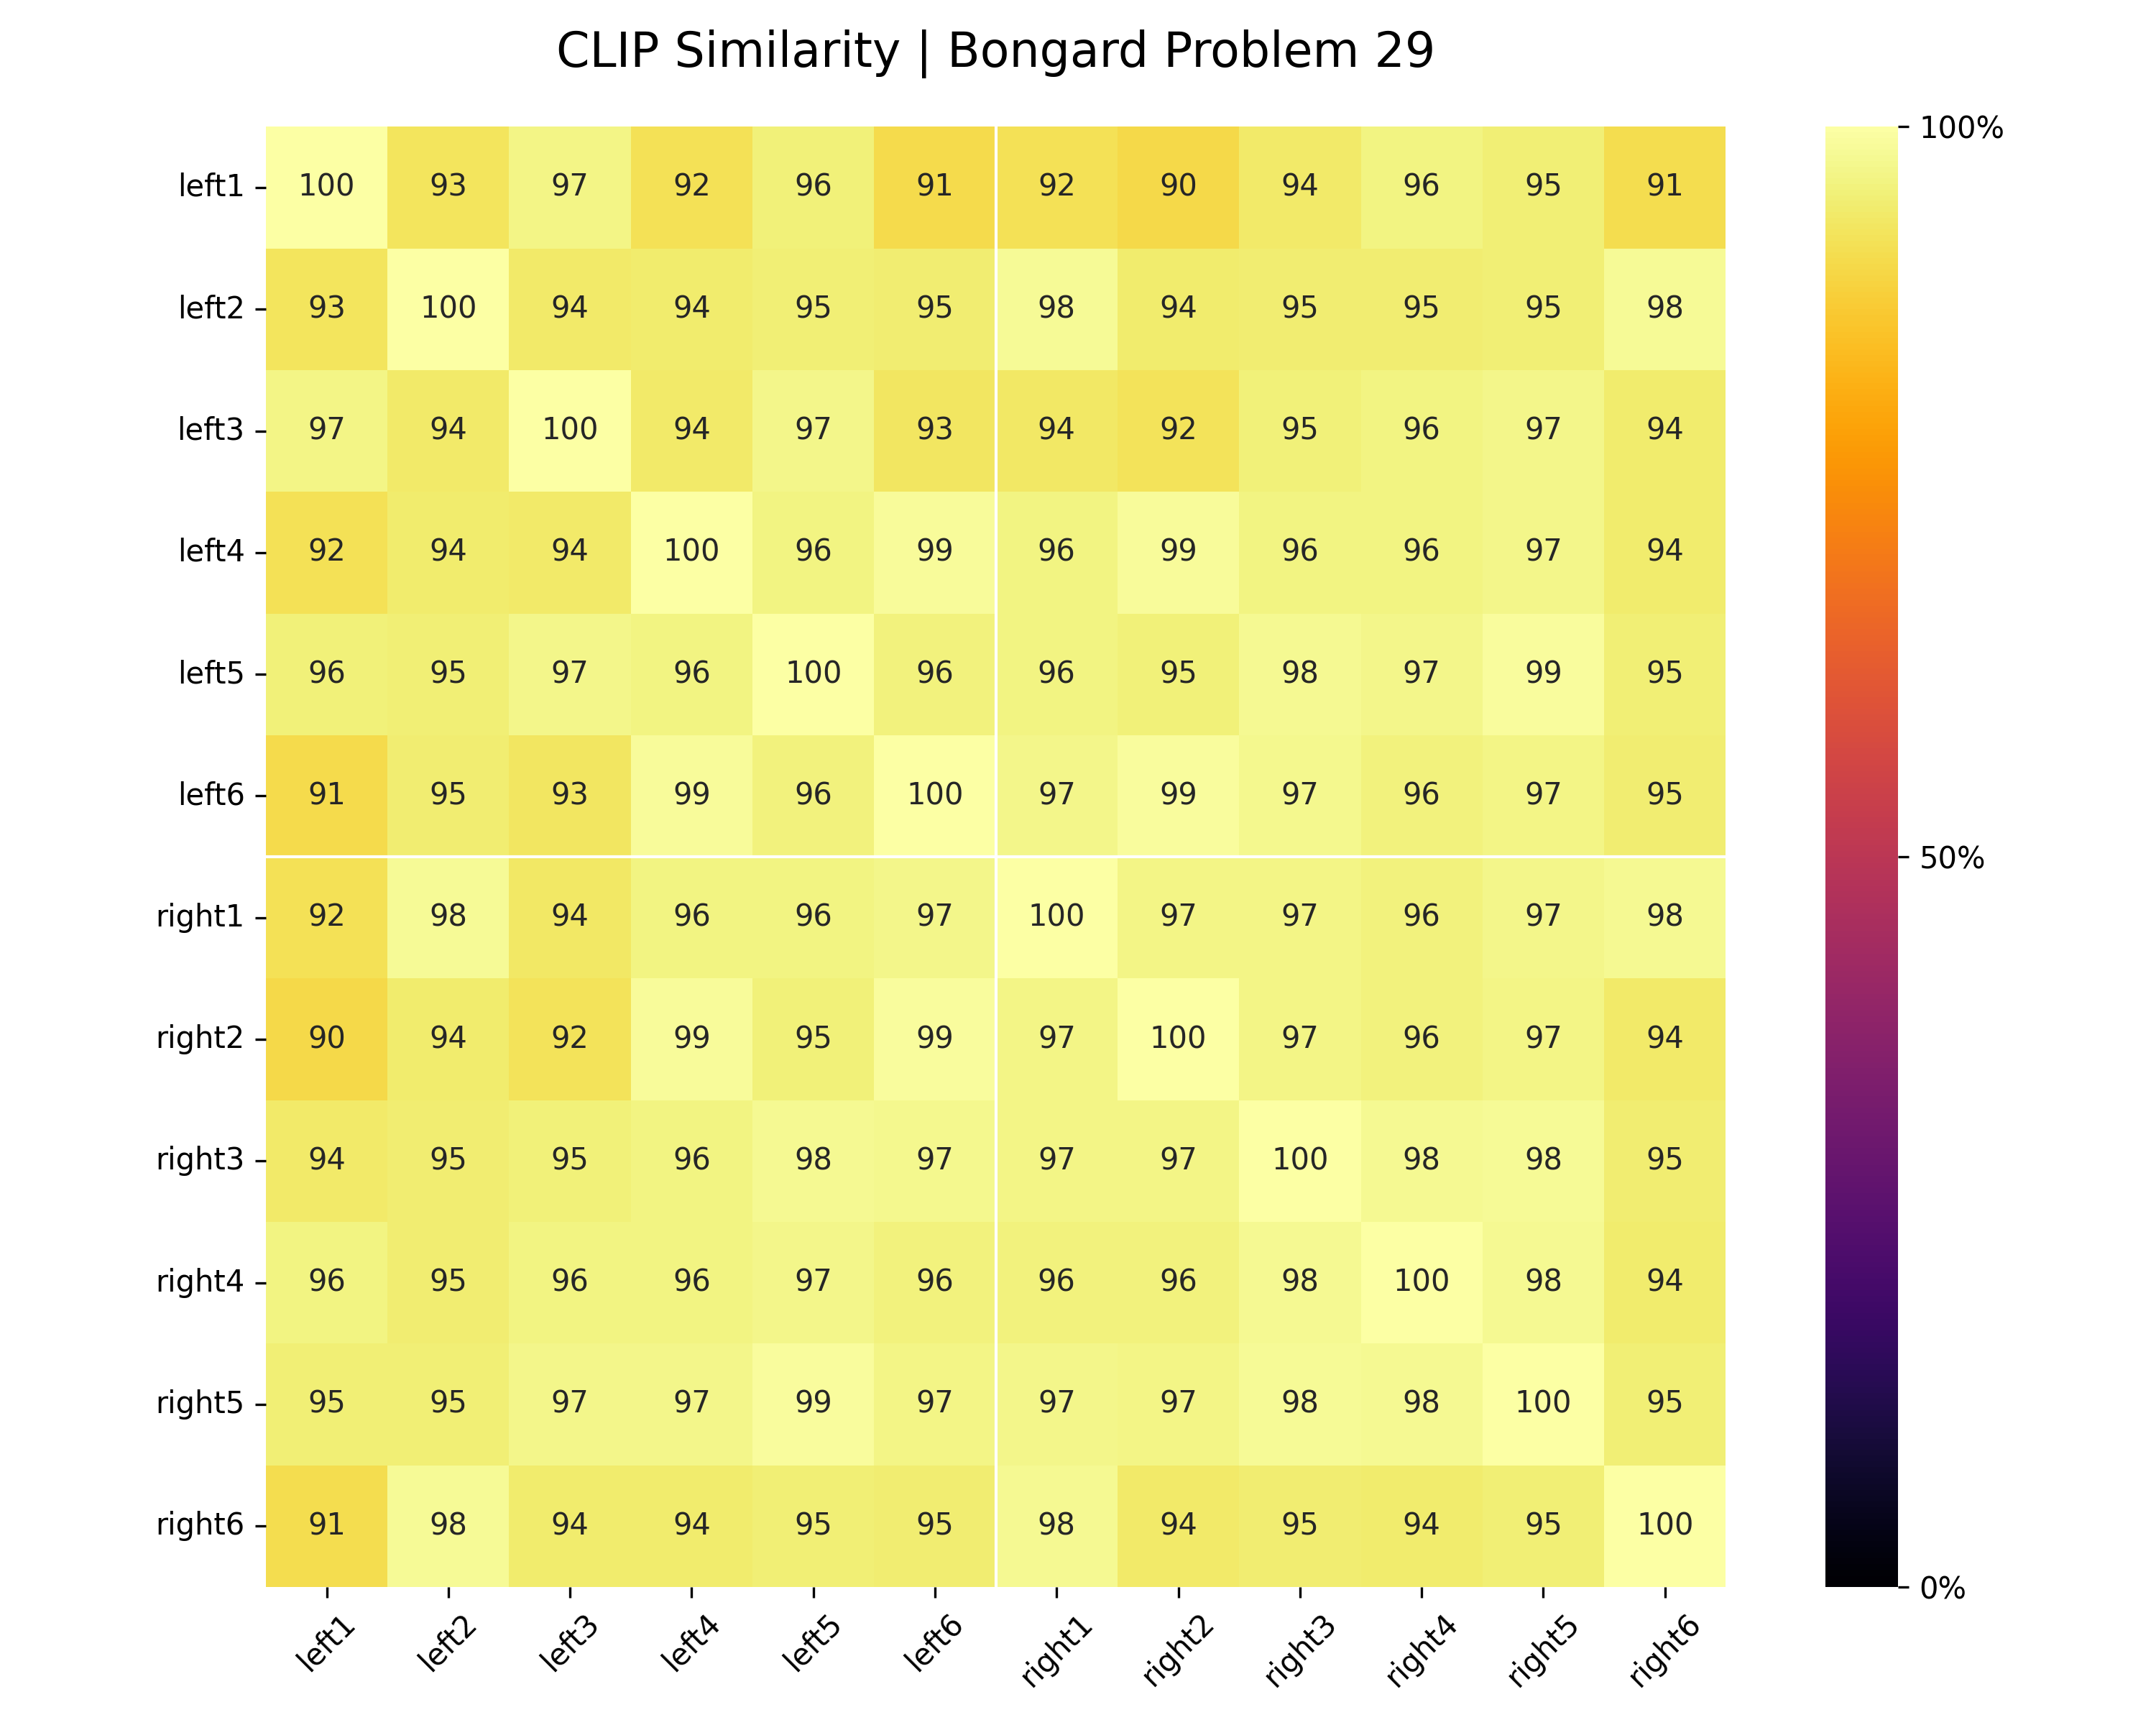 CLIP Similarity | Bongard Problem 29
left1 100 93 97 92 96 91 92 90 94 96 95 91
left2 93 100 94 94 95 95 98 94 95 95 95 98
left3 97 94 100 94 97 93 94 92 95 96 97 94
left4 92 94 94 100 96 99 96 99 96 96 97 94
left5 96 95 97 96 100 96 96 95 98 97 99 95
left6 91 95 93 99 96 100 97 99 97 96 97 95
right1 92 98 94 96 96 97 100 97 97 96 97 98
right2 90 94 92 99 95 99 97 100 97 96 97 94
right3 94 95 95 96 98 97 97 97 100 98 98 95
right4 96 95 96 96 97 96 96 96 98 100 98 94
right5 95 95 97 97 99 97 97 97 98 98 100 95
right6 91 98 94 94 95 95 98 94 95 94 95 100
left1 left2 left3 left4 left5 left6 right1 right2 right3 right4 right5 right6
100%
50%
0%